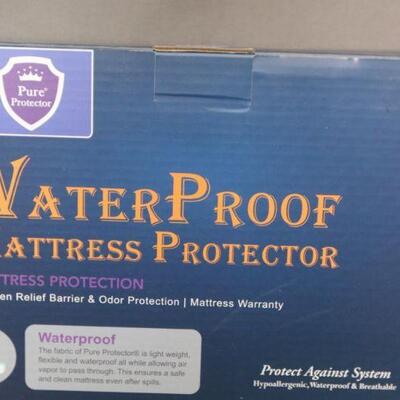 Pure®
Protector
WATERPROOF
MATTRESS PROTECTOR
TTRESS PROTECTION
en Relief Barrier & Odor Protection | Mattress Warranty
Waterproof
The fabric of Pure Protector® is light weight,
flexible and waterproof all while allowing air
vapor to pass through. This ensures a safe
and clean mattress even after spills.
Protect Against System
Hypoallergenic, Waterproof & Breathable